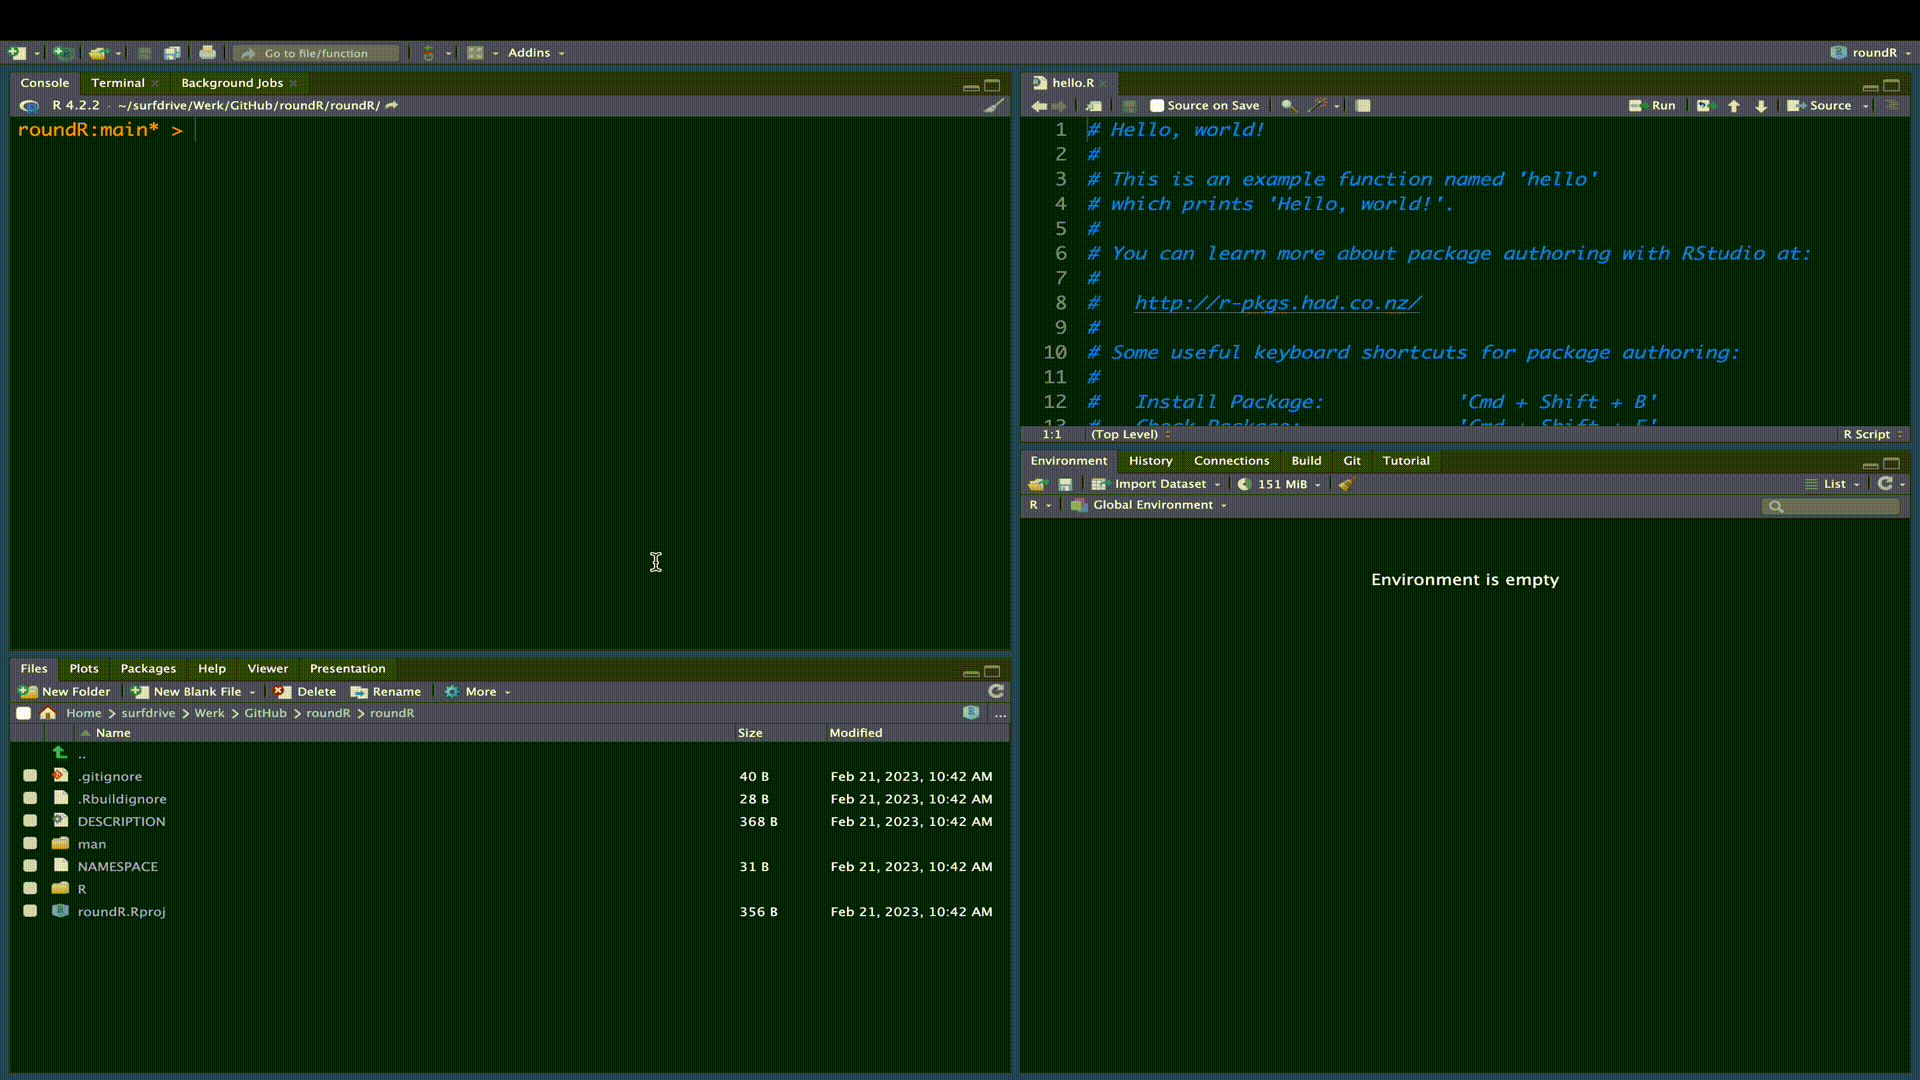 Go to file/function
Addins
roundR
Console Terminal Background Jobs
R 4.2.2 · ~/surfdrive/Werk/GitHub/roundR/roundR/
roundR:main* >
hello.R
Source on Save Run Source
1 # Hello, world!
2 #
3 # This is an example function named 'hello'
4 # which prints 'Hello, world!'.
5 #
6 # You can learn more about package authoring with RStudio at:
7 #
8 # http://r-pkgs.had.co.nz/
9 #
10 # Some useful keyboard shortcuts for package authoring:
11 #
12 # Install Package: 'Cmd + Shift + B'
13 # Check Package: 'Cmd + Shift + E'
1:1 (Top Level) R Script
Environment History Connections Build Git Tutorial
Import Dataset 151 MiB List
R Global Environment
Environment is empty
Files Plots Packages Help Viewer Presentation
New Folder New Blank File Delete Rename More
Home > surfdrive > Werk > GitHub > roundR > roundR ...
Name Size Modified
..
.gitignore 40 B Feb 21, 2023, 10:42 AM
.Rbuildignore 28 B Feb 21, 2023, 10:42 AM
DESCRIPTION 368 B Feb 21, 2023, 10:42 AM
man
NAMESPACE 31 B Feb 21, 2023, 10:42 AM
R
roundR.Rproj 356 B Feb 21, 2023, 10:42 AM